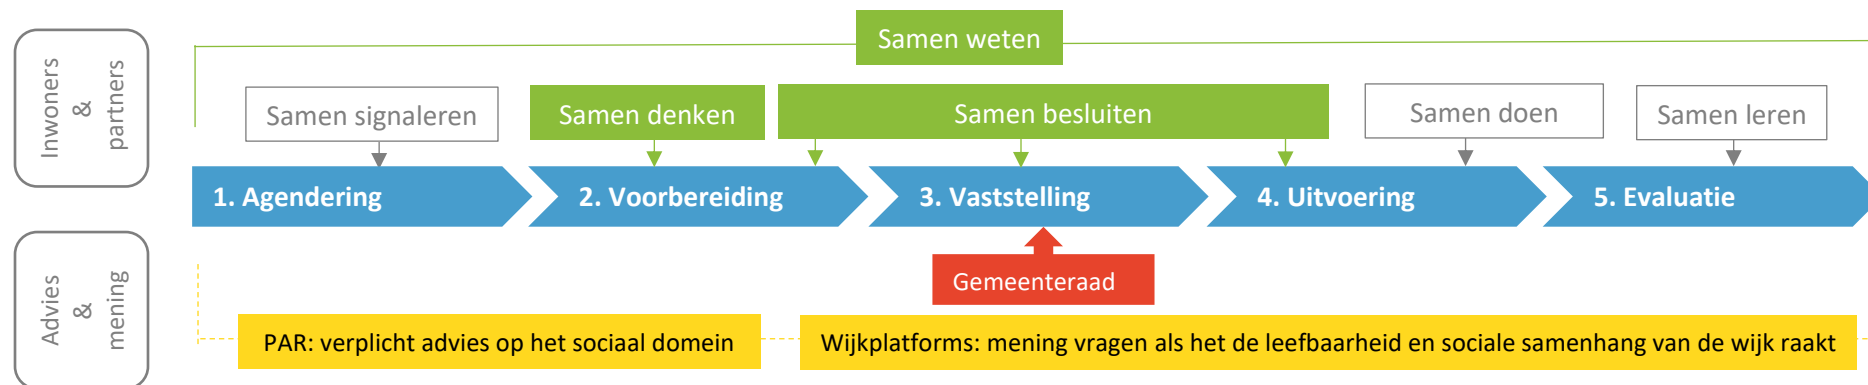 Inwoners
&
partners
Samen weten
Samen signaleren
Samen denken
Samen besluiten
Samen doen
Samen leren
1. Agendering
2. Voorbereiding
3. Vaststelling
4. Uitvoering
5. Evaluatie
Advies
&
mening
Gemeenteraad
PAR: verplicht advies op het sociaal domein
Wijkplatforms: mening vragen als het de leefbaarheid en sociale samenhang van de wijk raakt